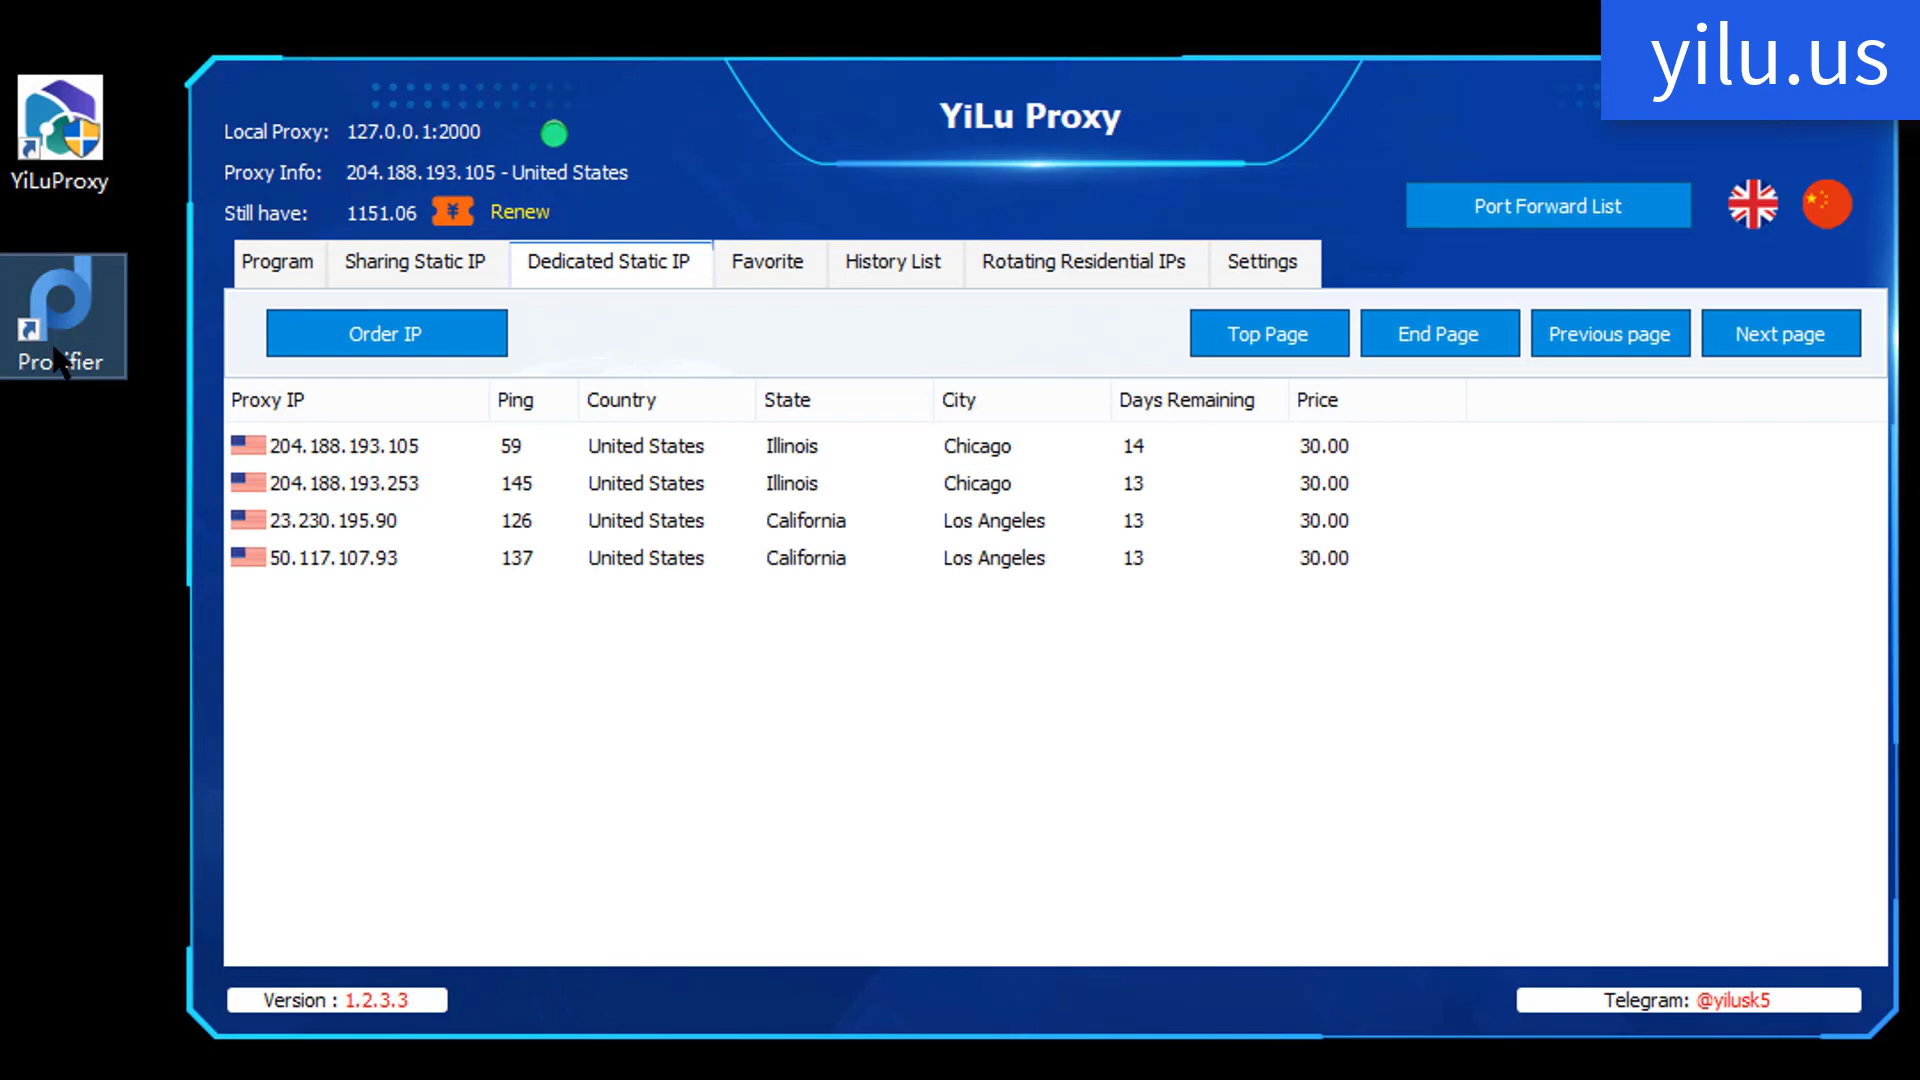 yilu.us
YiLuProxy
Proxifier
YiLu Proxy
Local Proxy: 127.0.0.1:2000
Proxy Info: 204.188.193.105 - United States
Still have: 1151.06 ¥ Renew
Port Forward List
Program Sharing Static IP Dedicated Static IP Favorite History List Rotating Residential IPs Settings
Order IP Top Page End Page Previous page Next page
Proxy IP Ping Country State City Days Remaining Price
204.188.193.105 59 United States Illinois Chicago 14 30.00
204.188.193.253 145 United States Illinois Chicago 13 30.00
23.230.195.90 126 United States California Los Angeles 13 30.00
50.117.107.93 137 United States California Los Angeles 13 30.00
Version : 1.2.3.3
Telegram: @yilusk5